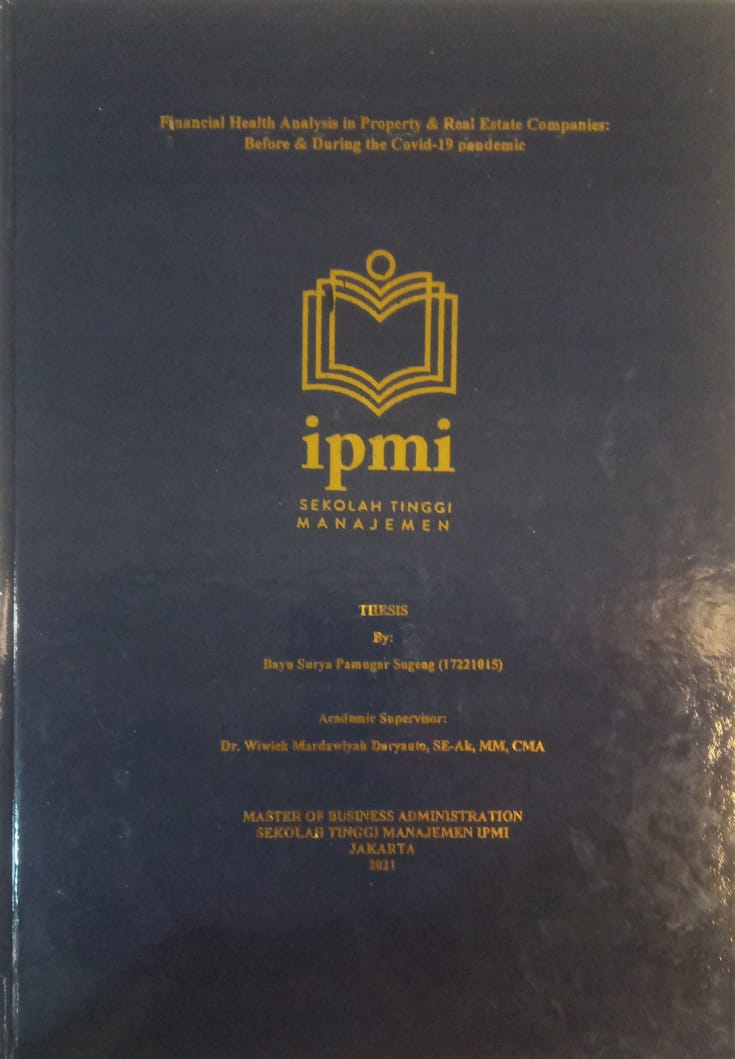 Financial Health Analysis in Property & Real Estate Companies:
Before & During the Covid-19 pandemic
ipmi
SEKOLAH TINGGI
MANAJEMEN
THESIS
By:
Bayu Surya Pamugar Sugeng (17221015)
Academic Supervisor:
Dr. Wiwiek Mardawiyah Daryanto, SE-Ak, MM, CMA
MASTER OF BUSINESS ADMINISTRATION
SEKOLAH TINGGI MANAJEMEN IPMI
JAKARTA
2021